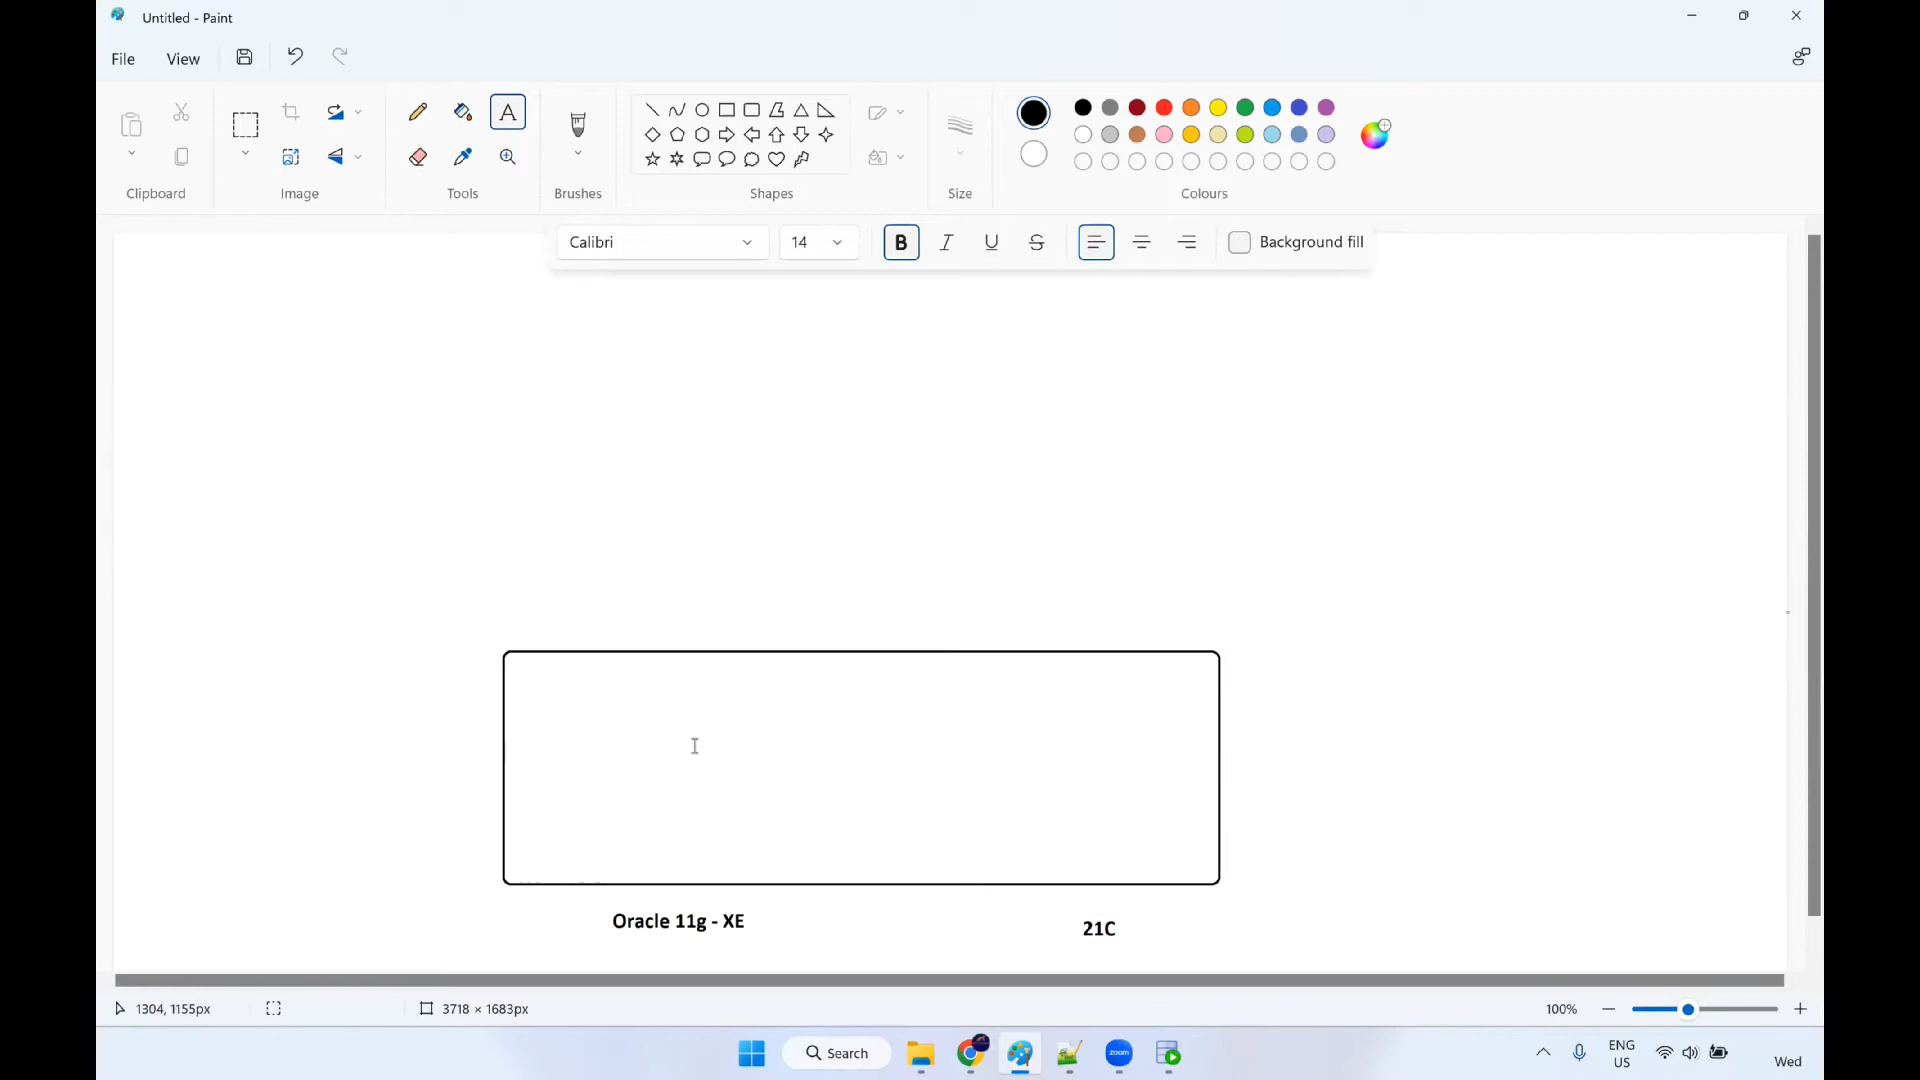 Untitled - Paint
File View
Clipboard Image Tools Brushes Shapes Size Colours
Calibri 14 B I U S Background fill
Oracle 11g - XE
21C
1304, 1155px 3718 × 1683px 100%
Search zoom ENG
US
Wed